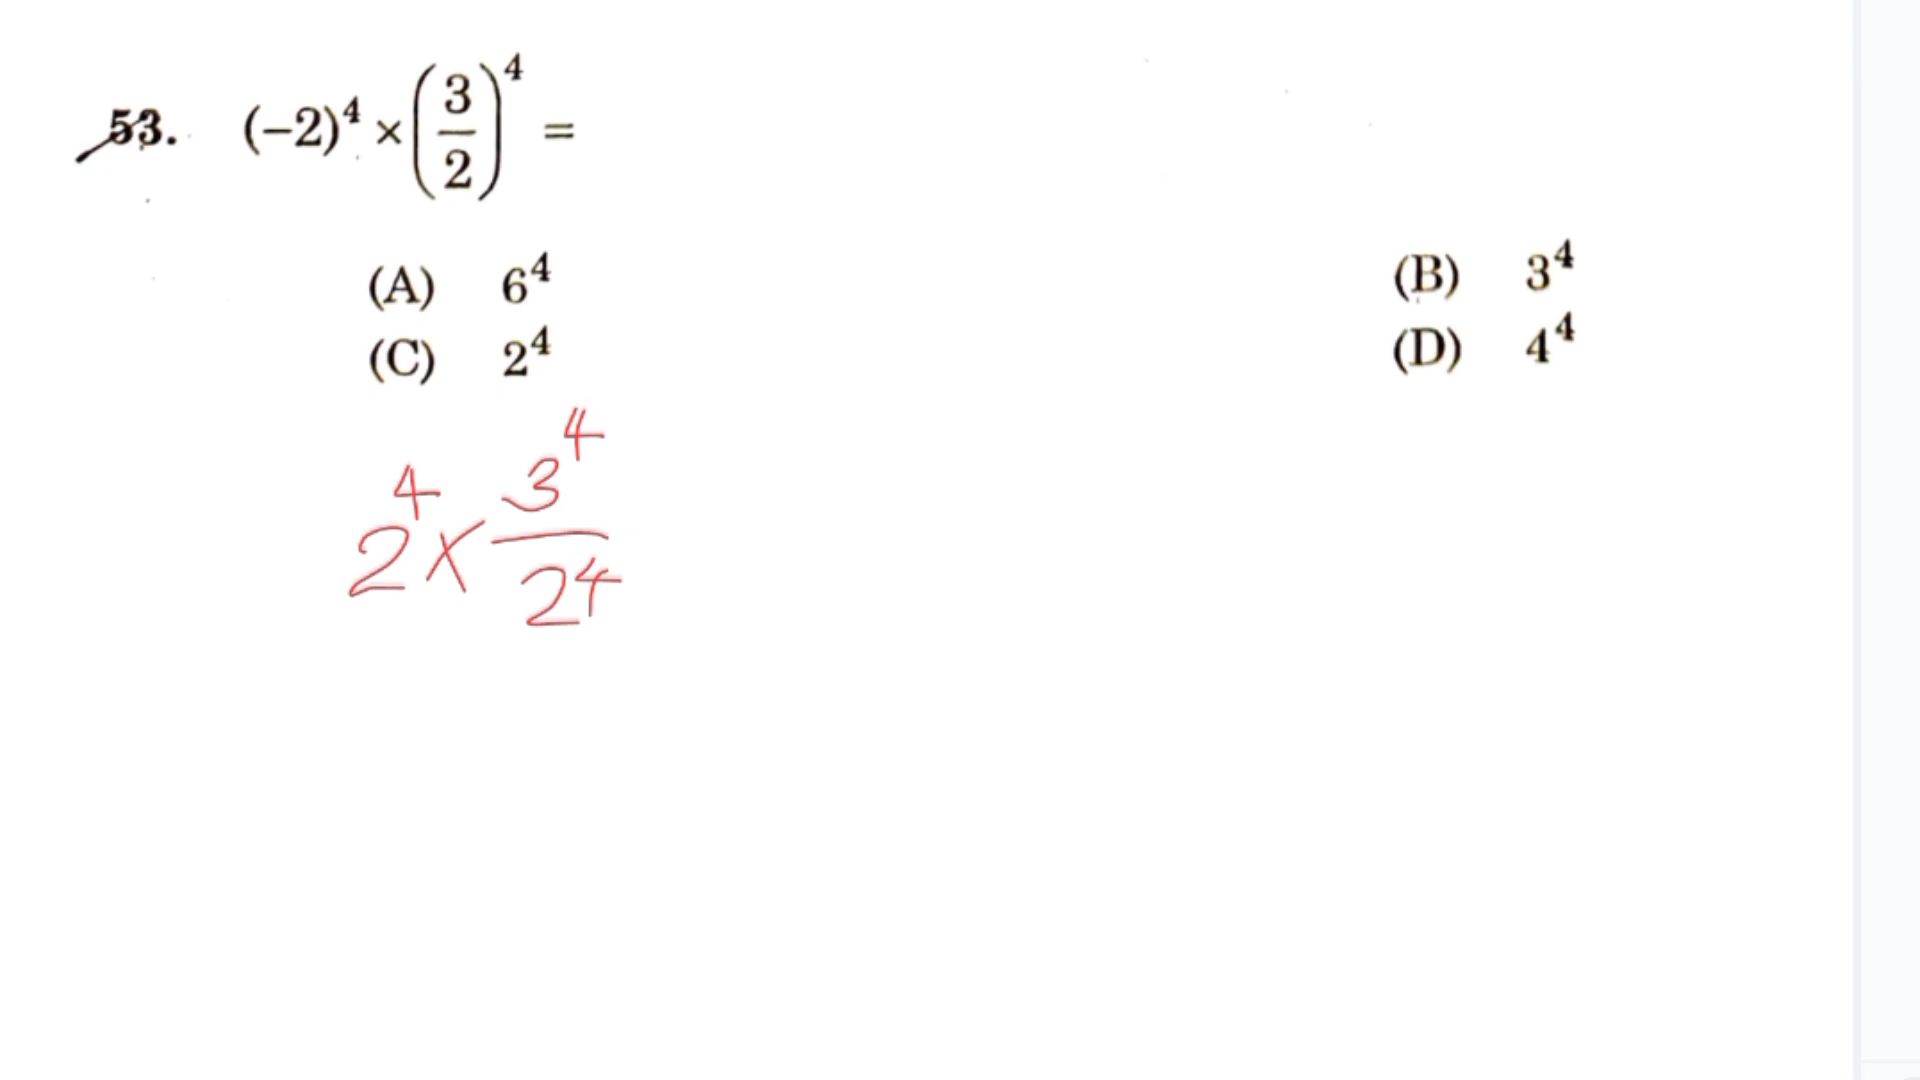 53. (−2)⁴ × (3/2)⁴ =
(A) 6⁴ (B) 3⁴
(C) 2⁴ (D) 4⁴
2⁴ × 3⁴/2⁴